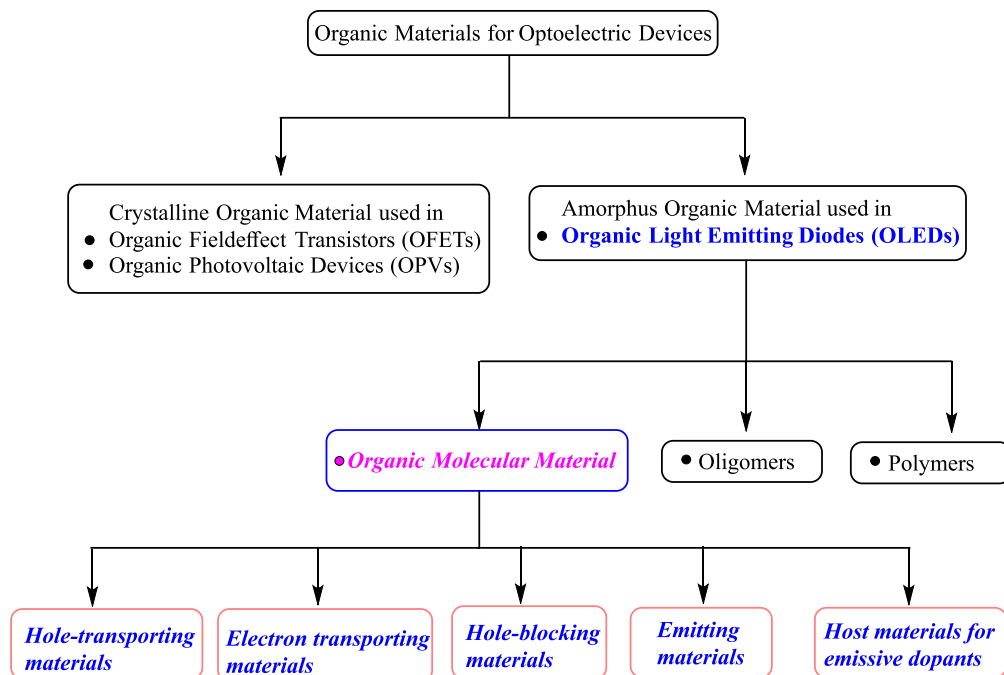 Organic Materials for Optoelectric Devices
Crystalline Organic Material used in
● Organic Fieldeffect Transistors (OFETs)
● Organic Photovoltaic Devices (OPVs)
Amorphus Organic Material used in
● Organic Light Emitting Diodes (OLEDs)
● Organic Molecular Material
● Oligomers
● Polymers
Hole-transporting
materials
Electron transporting
materials
Hole-blocking
materials
Emitting
materials
Host materials for
emissive dopants